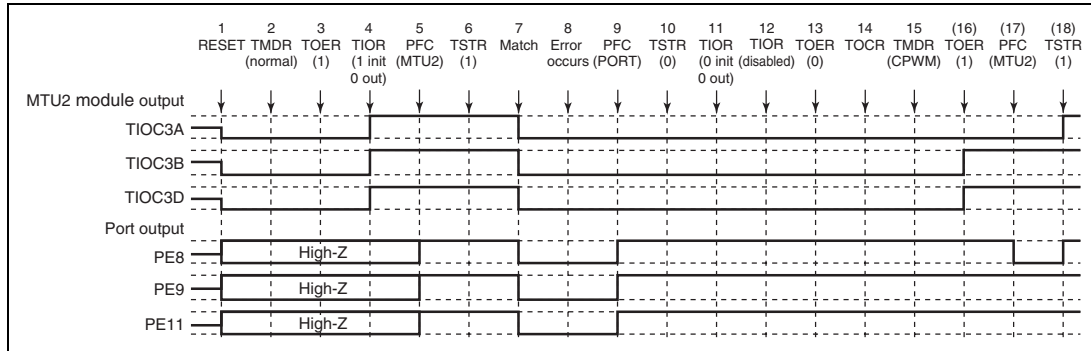 1 2 3 4 5 6 7 8 9 10 11 12 13 14 15 (16) (17) (18)
RESET TMDR TOER TIOR PFC TSTR Match Error PFC TSTR TIOR TIOR TOER TOCR TMDR TOER PFC TSTR
(normal) (1) (1 init (MTU2) (1) occurs (PORT) (0) (0 init (disabled) (0) (CPWM) (1) (MTU2) (1)
0 out) 0 out)
MTU2 module output
TIOC3A
TIOC3B
TIOC3D
Port output
PE8 High-Z
PE9 High-Z
PE11 High-Z